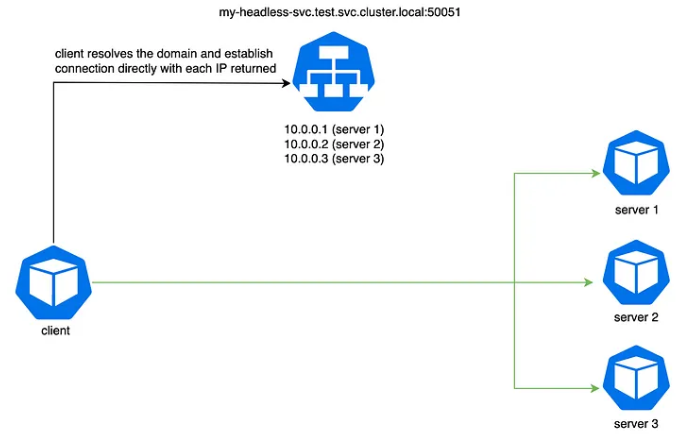 my-headless-svc.test.svc.cluster.local:50051
client resolves the domain and establish
connection directly with each IP returned
10.0.0.1 (server 1)
10.0.0.2 (server 2)
10.0.0.3 (server 3)
server 1
client
server 2
server 3